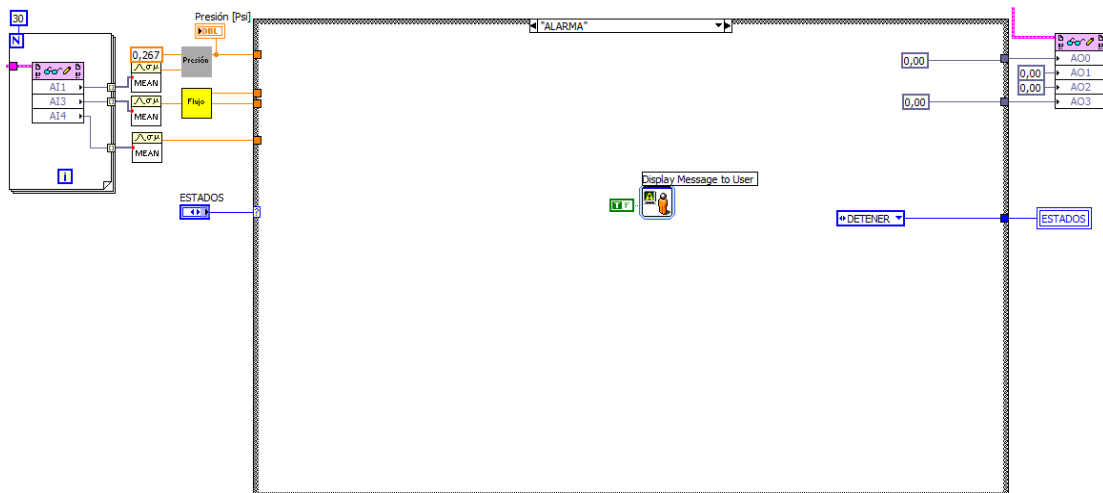 30
N
AI1
AI3
AI4
i
0,267
MEAN
MEAN
MEAN
Presión [Psi]
DBL
Presión
Flujo
ESTADOS
?
"ALARMA"
Display Message to User
T F
0,00
0,00
DETENER
ESTADOS
0,00
0,00
AO0
AO1
AO2
AO3